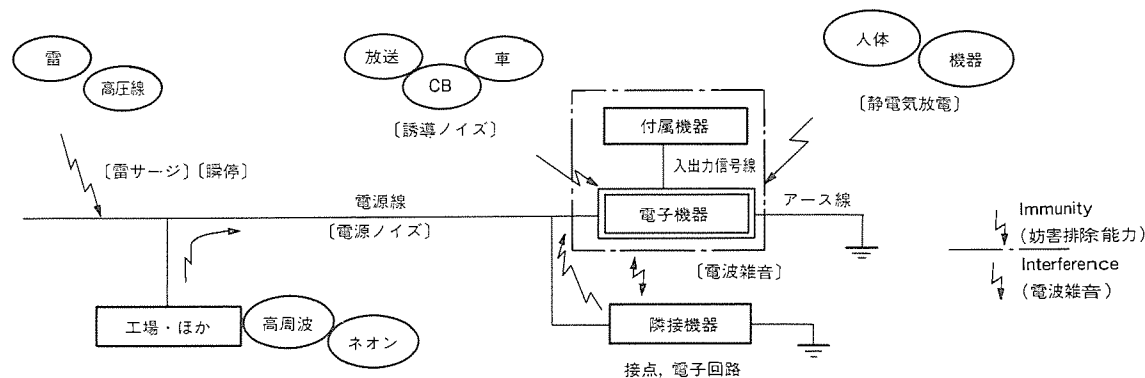 雷
高圧線
放送
CB
車
人体
機器
〔静電気放電〕
〔誘導ノイズ〕
付属機器
〔雷サージ〕〔瞬停〕
入出力信号線
電源線
電子機器
アース線
〔電源ノイズ〕
Immunity
(妨害排除能力)
Interference
(電波雑音)
〔電波雑音〕
工場・ほか
高周波
ネオン
隣接機器
接点,電子回路